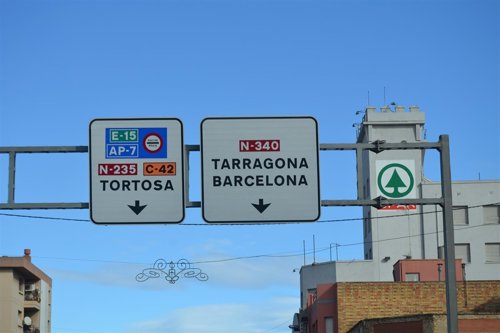 E-15
AP-7
N-235 C-42
TORTOSA
N-340
TARRAGONA
BARCELONA